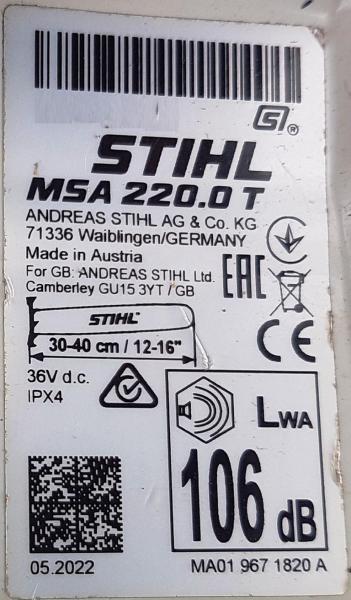 STIHL
MSA 220.0 T
ANDREAS STIHL AG & Co. KG
71336 Waiblingen/GERMANY
Made in Austria
For GB: ANDREAS STIHL Ltd.
Camberley GU15 3YT / GB
EAC
STIHL
30-40 cm / 12-16"
CE
36V d.c.
IPX4
LWA
106 dB
05.2022
MA01 967 1820 A